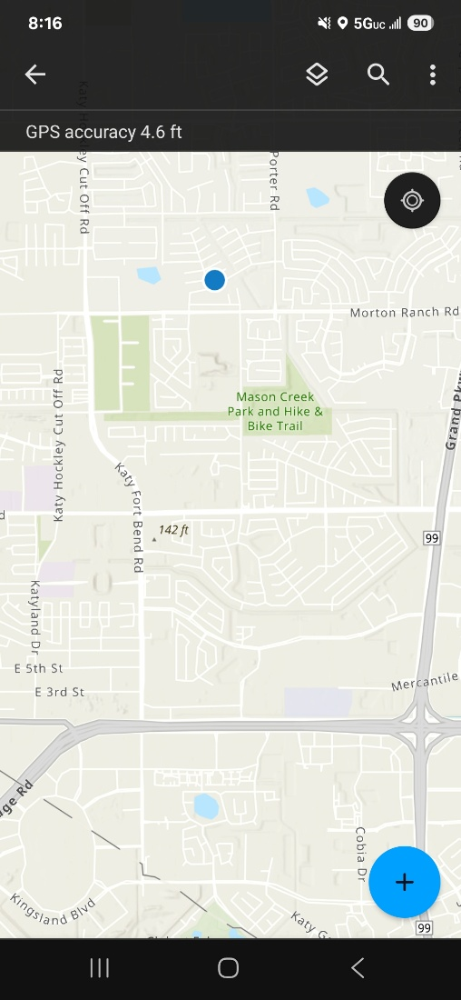 8:16
5GUC
90
GPS accuracy 4.6 ft
Katy Hockley Cut Off Rd
Porter Rd
Morton Ranch Rd
Mason Creek
Park and Hike &
Bike Trail
Katy Hockley Cut Off Rd
Grand Pkw
Katy Fort Bend Rd
d
142 ft
99
Katyland Dr
E 5th St
E 3rd St
Mercantile
ge Rd
Cobia Dr
Kingsland Blvd
Katy G
99